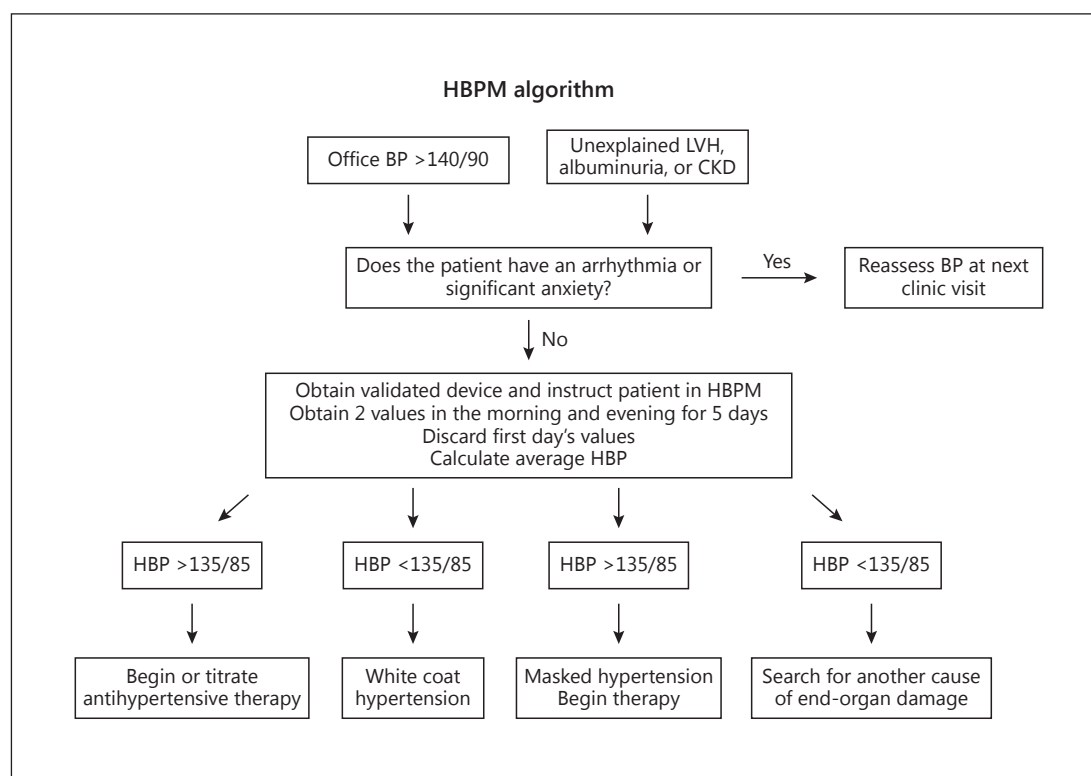 HBPM algorithm
Office BP >140/90
Unexplained LVH,
albuminuria, or CKD
Does the patient have an arrhythmia or
significant anxiety?
Yes
Reassess BP at next
clinic visit
No
Obtain validated device and instruct patient in HBPM
Obtain 2 values in the morning and evening for 5 days
Discard first day's values
Calculate average HBP
HBP >135/85
HBP <135/85
HBP >135/85
HBP <135/85
Begin or titrate
antihypertensive therapy
White coat
hypertension
Masked hypertension
Begin therapy
Search for another cause
of end-organ damage